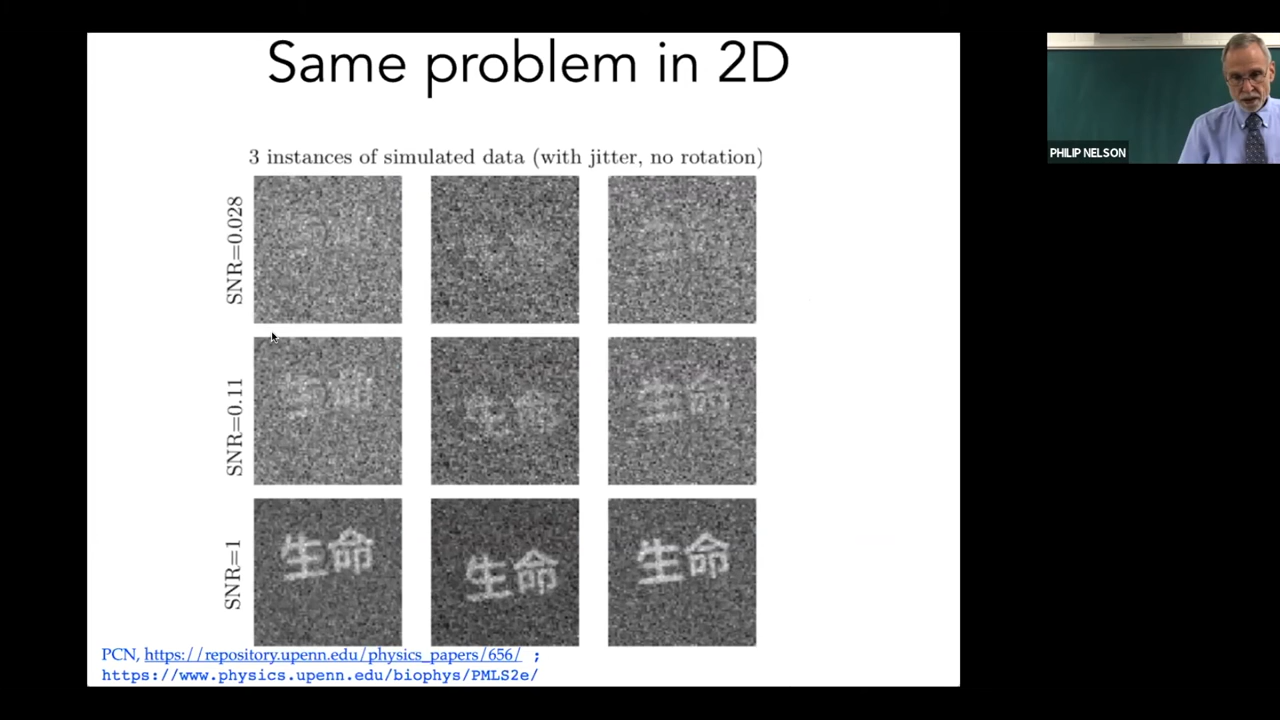 Same problem in 2D
PHILIP NELSON
3 instances of simulated data (with jitter, no rotation)
SNR=0.028
SNR=0.11
生命 生命
SNR=1
生命 生命 生命
PCN, https://repository.upenn.edu/physics_papers/656/ ;
https://www.physics.upenn.edu/biophys/PMLS2e/